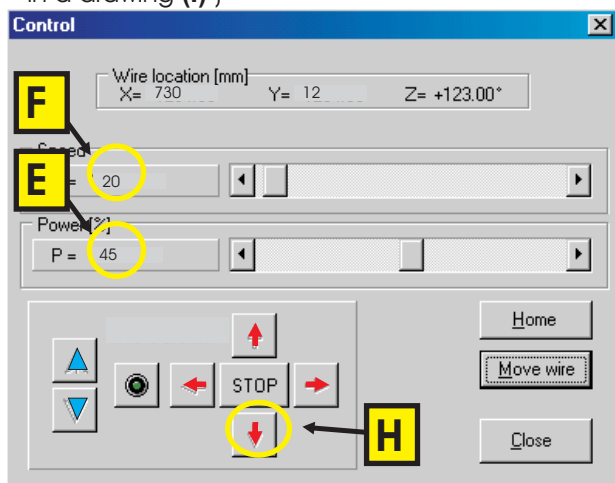 in a drawing (!) ,
Control
Wire location [mm]
X= 730 Y= 12 Z= +123.00°
F
Speed
= 20
E
Power[%]
P = 45
Home
Move wire
STOP
H
Close